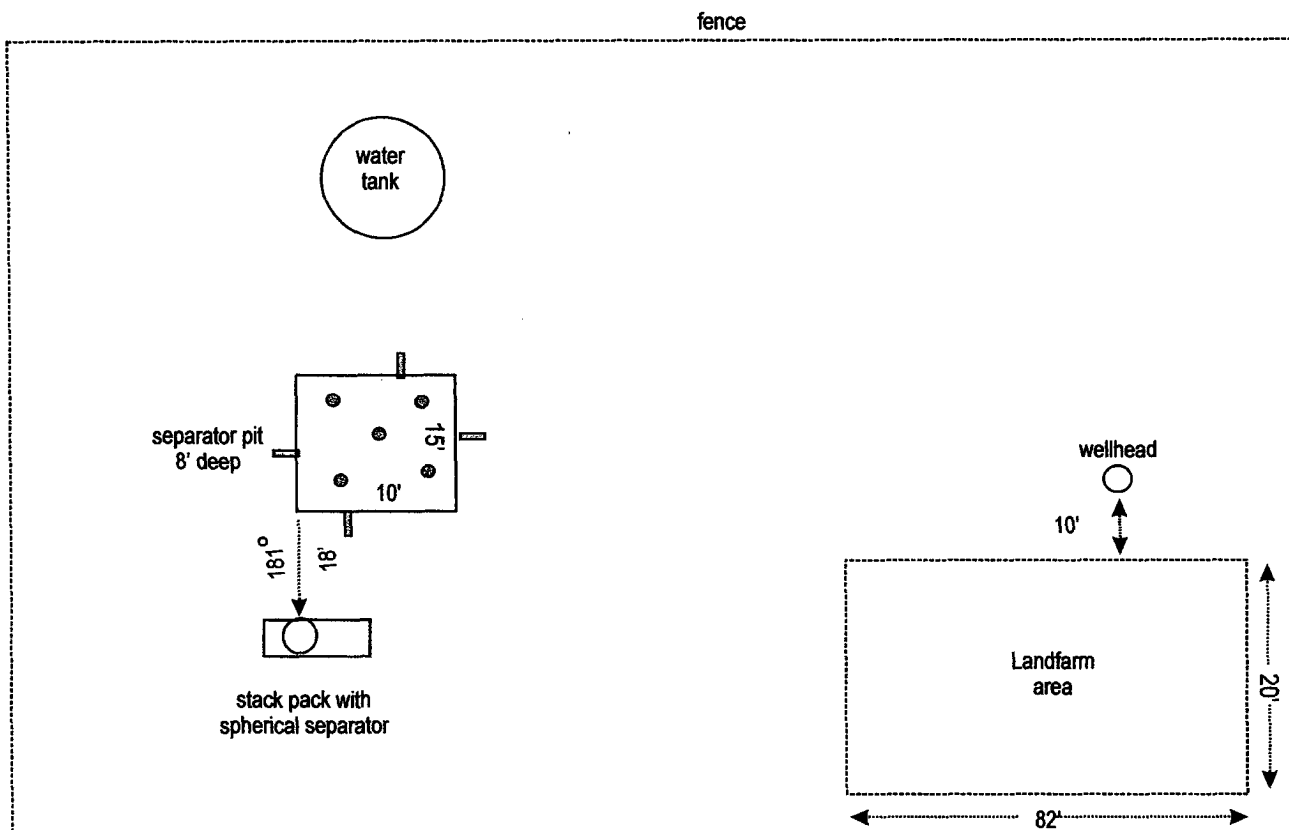 fence
water
tank
separator pit
8' deep
15'
10'
181°
18'
stack pack with
spherical separator
wellhead
10'
Landfarm
area
20'
82'